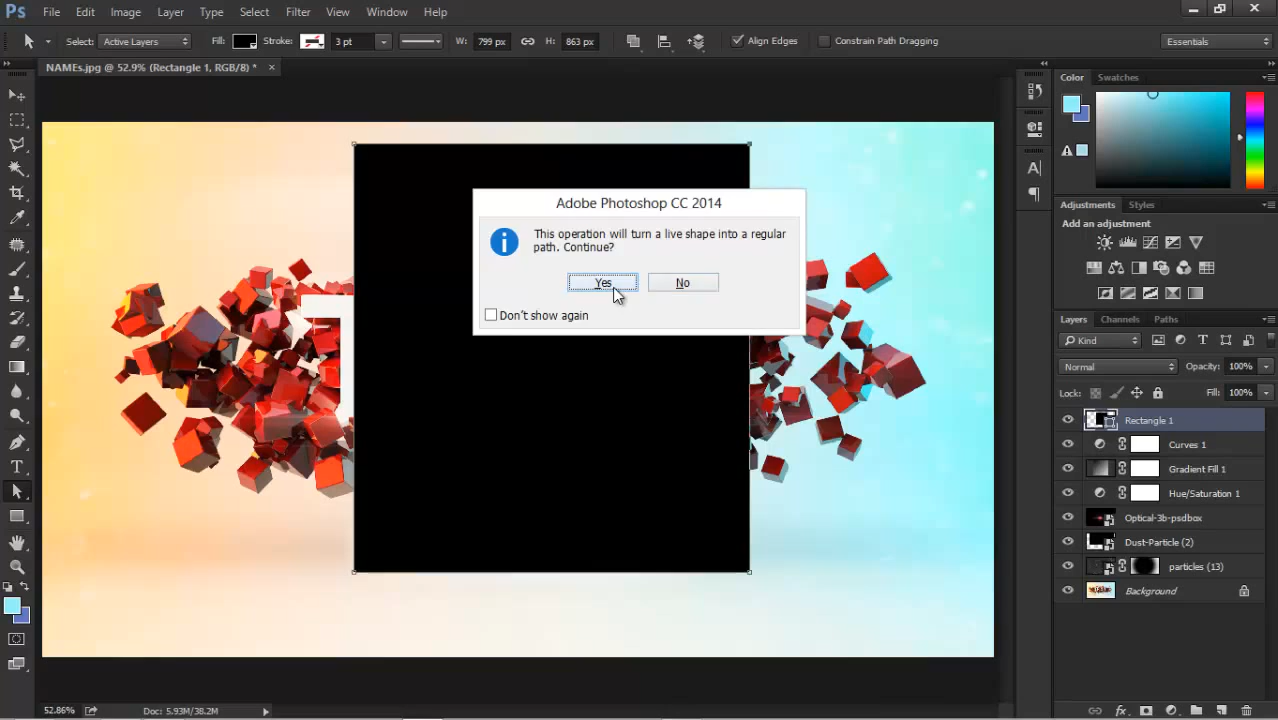 Ps File Edit Image Layer Type Select Filter View Window Help
Select: Active Layers Fill: Stroke: 3 pt W: 799 px H: 863 px Align Edges Constrain Path Dragging Essentials
NAMEs.jpg @ 52.9% (Rectangle 1, RGB/8) * ×
Color Swatches
Adobe Photoshop CC 2014
This operation will turn a live shape into a regular
path. Continue?
Yes No
Don't show again
Adjustments Styles
Add an adjustment
Layers Channels Paths
Kind
Normal Opacity: 100%
Lock: Fill: 100%
Rectangle 1
Curves 1
Gradient Fill 1
Hue/Saturation 1
Optical-3b-psdbox
Dust-Particle (2)
particles (13)
Background
52.86% Doc: 5.93M/38.2M